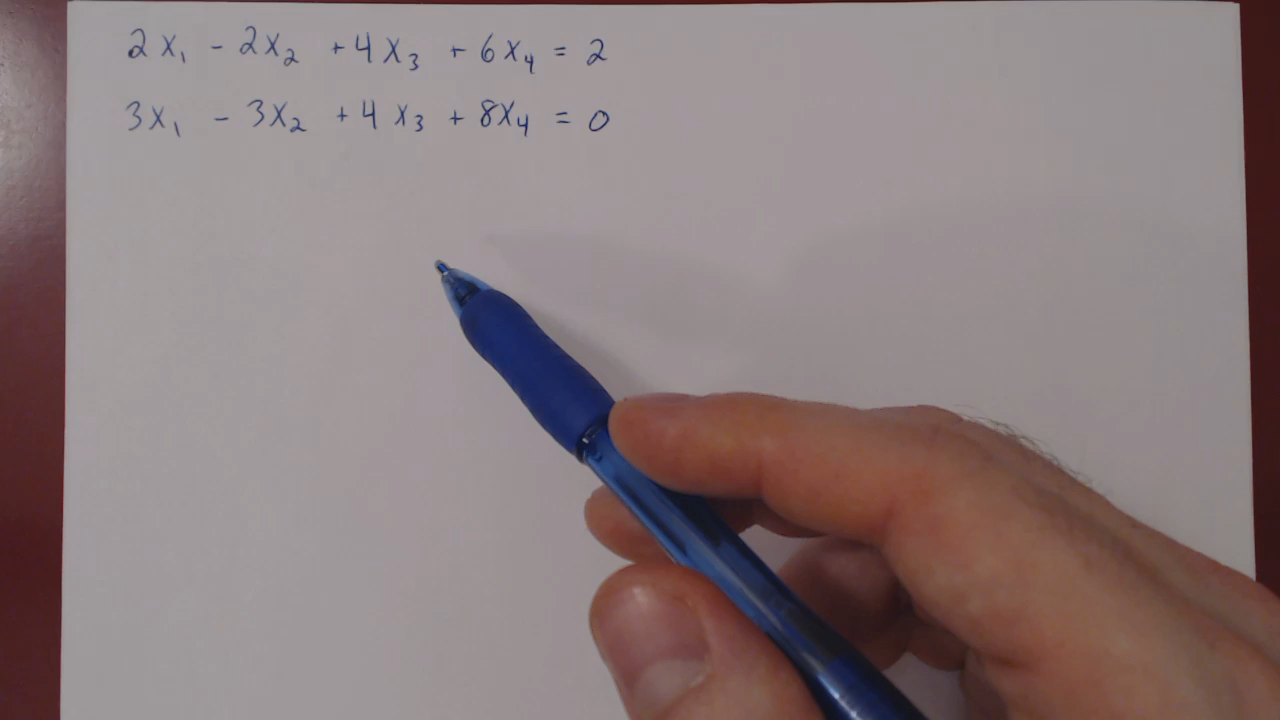 2x₁ - 2x₂ + 4x₃ + 6x₄ = 2
3x₁ - 3x₂ + 4x₃ + 8x₄ = 0